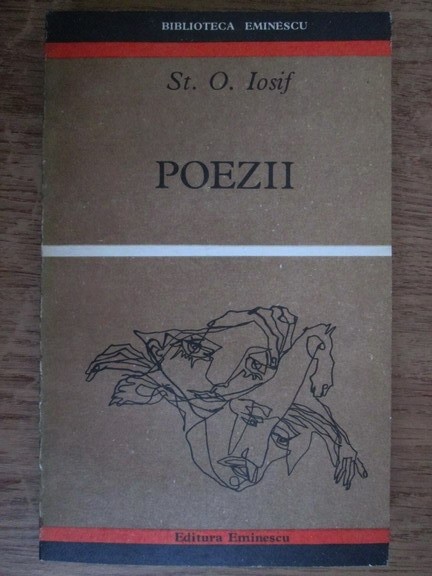 BIBLIOTECA EMINESCU
St. O. Iosif
POEZII
Editura Eminescu